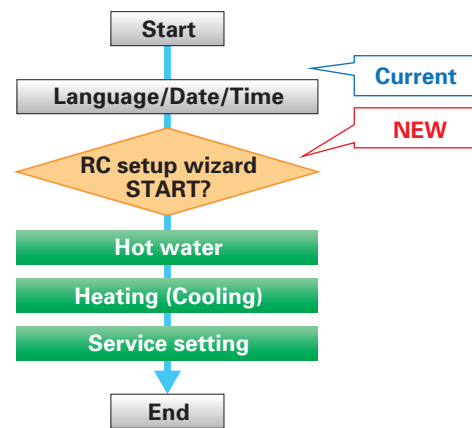 Start
Current
Language/Date/Time
NEW
RC setup wizard
START?
Hot water
Heating (Cooling)
Service setting
End